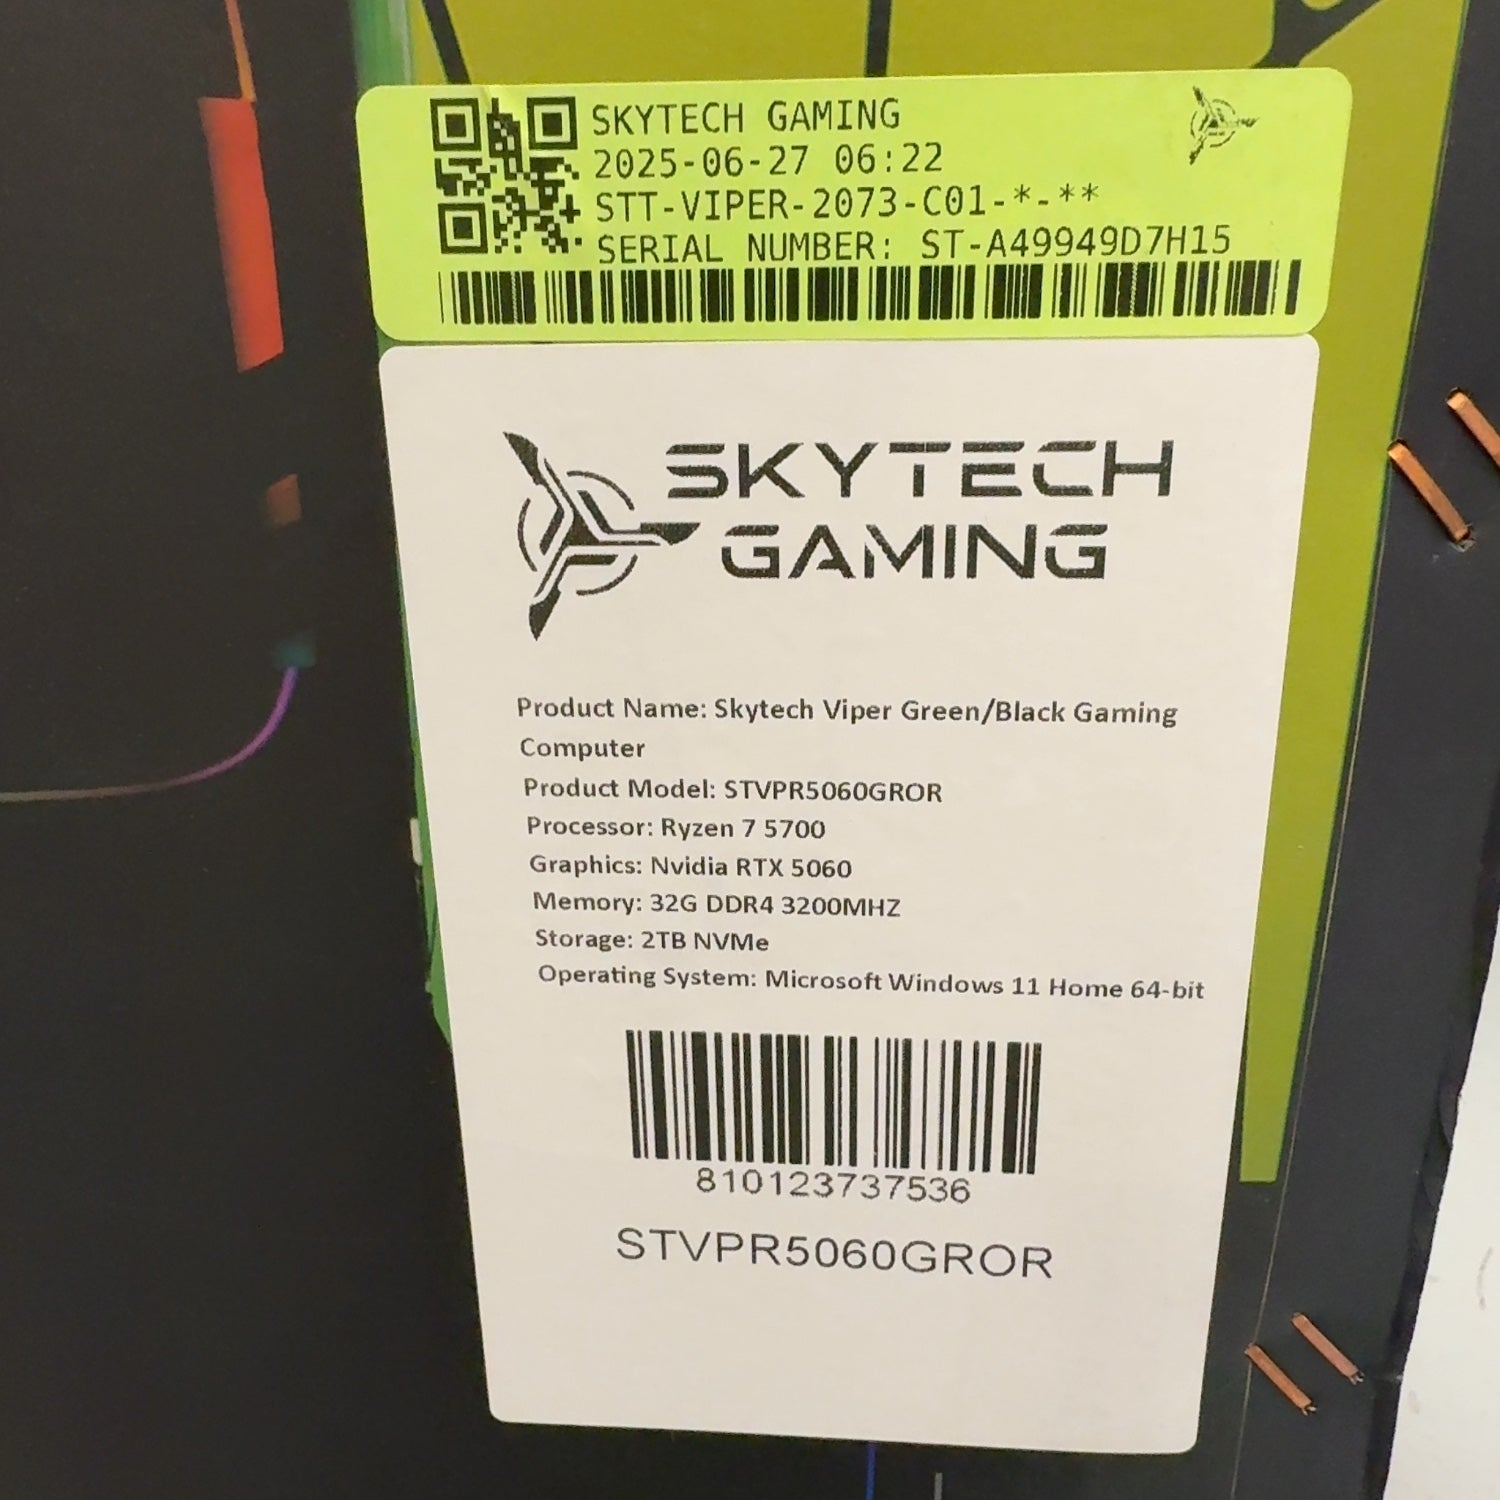 SKYTECH GAMING
2025-06-27 06:22
STT-VIPER-2073-C01-*-**
SERIAL NUMBER: ST-A49949D7H15
SKYTECH
GAMING
Product Name: Skytech Viper Green/Black Gaming
Computer
Product Model: STVPR5060GROR
Processor: Ryzen 7 5700
Graphics: Nvidia RTX 5060
Memory: 32G DDR4 3200MHZ
Storage: 2TB NVMe
Operating System: Microsoft Windows 11 Home 64-bit
810123737536
STVPR5060GROR